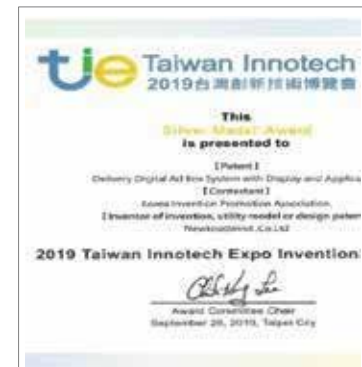 tie Taiwan Innotech
2019台灣創新技術博覽會
This
Silver Medal Award
is presented to
[Patent]
Delivery Digital Ad Box System with Display and Applica
[Contestant]
Korea Invention Promotion Association
[Inventor of invention, utility model or design paten
2019 Taiwan Innotech Expo Invention
Award Committee Chair
September 28, 2019, Taipei City